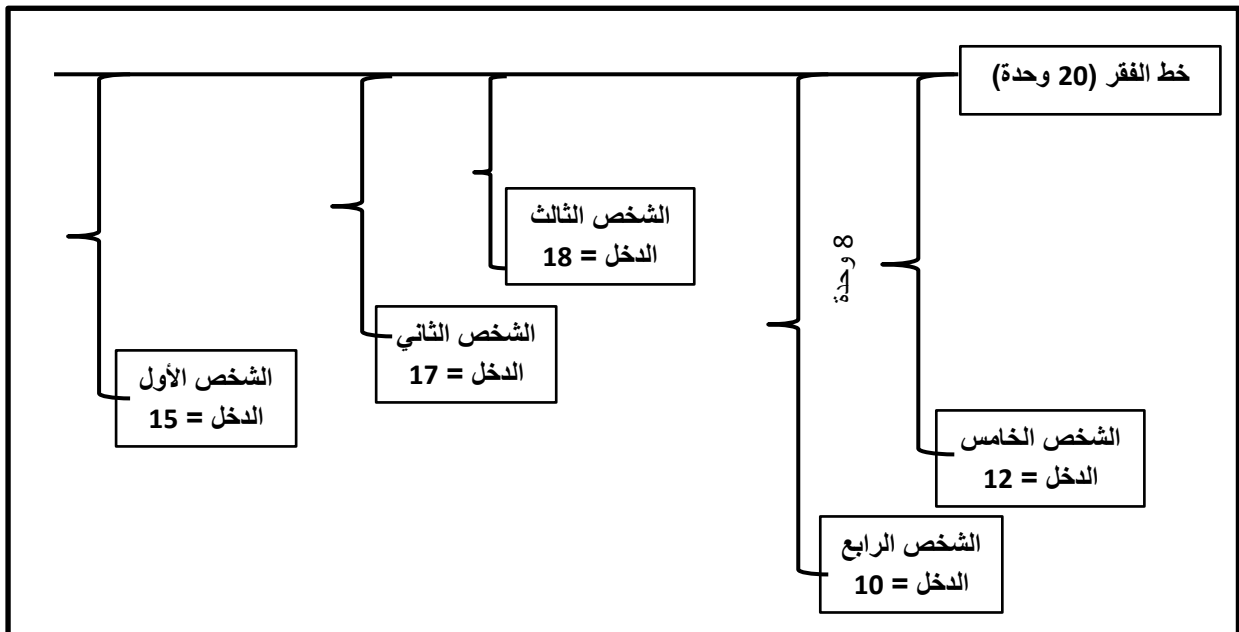 خط الفقر (20 وحدة)
الشخص الثالث
الدخل = 18
8 وحدة
الشخص الثاني
الدخل = 17
الشخص الأول
الدخل = 15
الشخص الخامس
الدخل = 12
الشخص الرابع
الدخل = 10